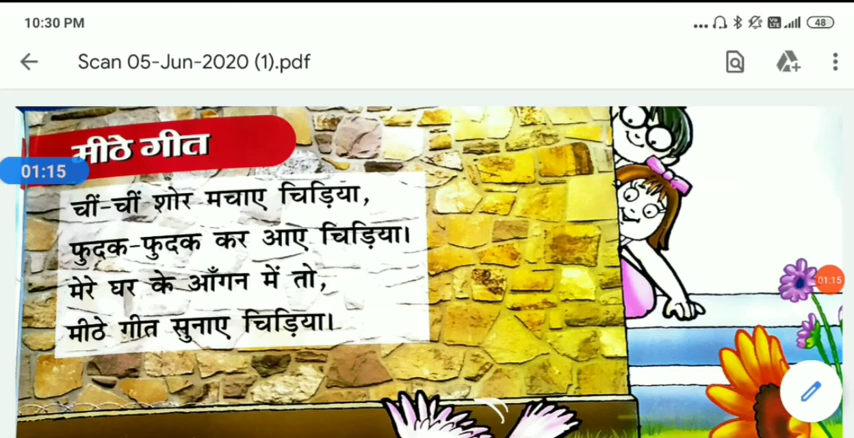 10:30 PM
48
Scan 05-Jun-2020 (1).pdf
मीठे गीत
01:15
चीं-चीं शोर मचाए चिड़िया,
फुदक-फुदक कर आए चिड़िया।
मेरे घर के आँगन में तो,
01:15
मीठे गीत सुनाए चिड़िया।